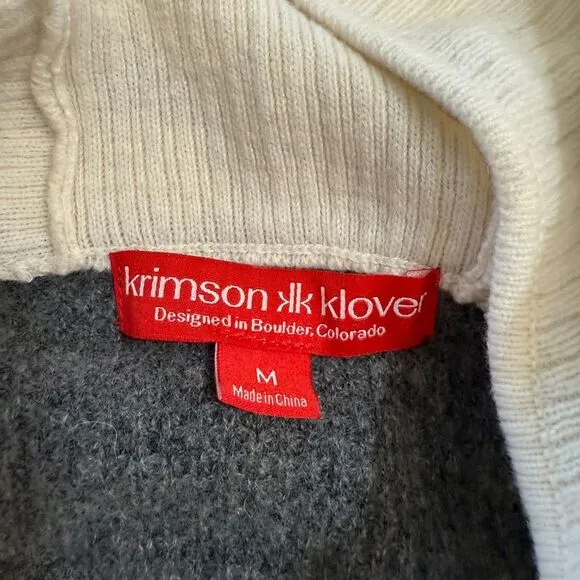 krimson kk klover
Designed in Boulder, Colorado
M
Made in China